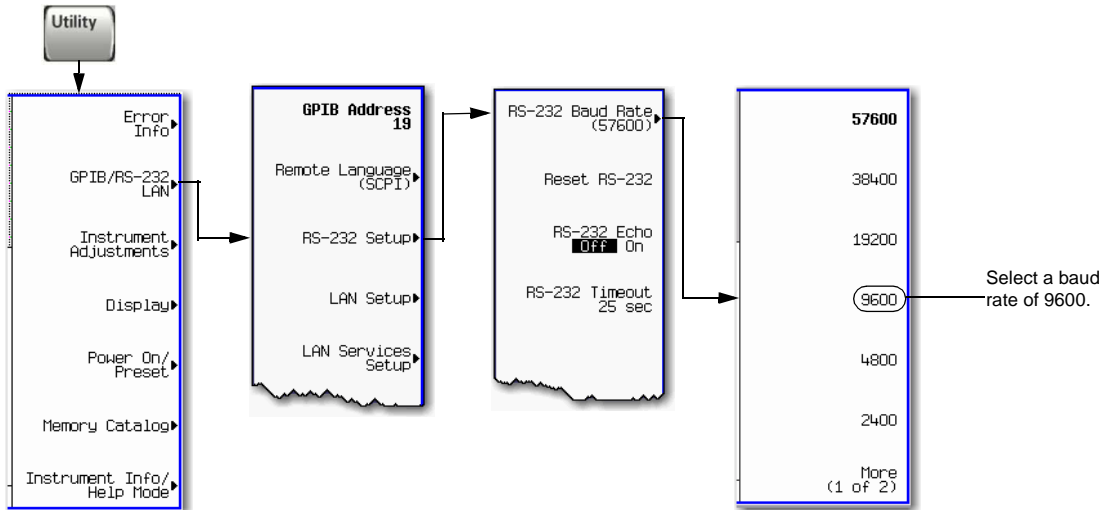 Utility
Error
Info
GPIB/RS-232
LAN
Instrument
Adjustments
Display
Power On/
Preset
Memory Catalog
Instrument Info/
Help Mode
GPIB Address
19
Remote Language
(SCPI)
RS-232 Setup
LAN Setup
LAN Services
Setup
RS-232 Baud Rate
(57600)
Reset RS-232
RS-232 Echo
Off On
RS-232 Timeout
25 sec
57600
38400
19200
9600
4800
2400
More
(1 of 2)
Select a baud
rate of 9600.